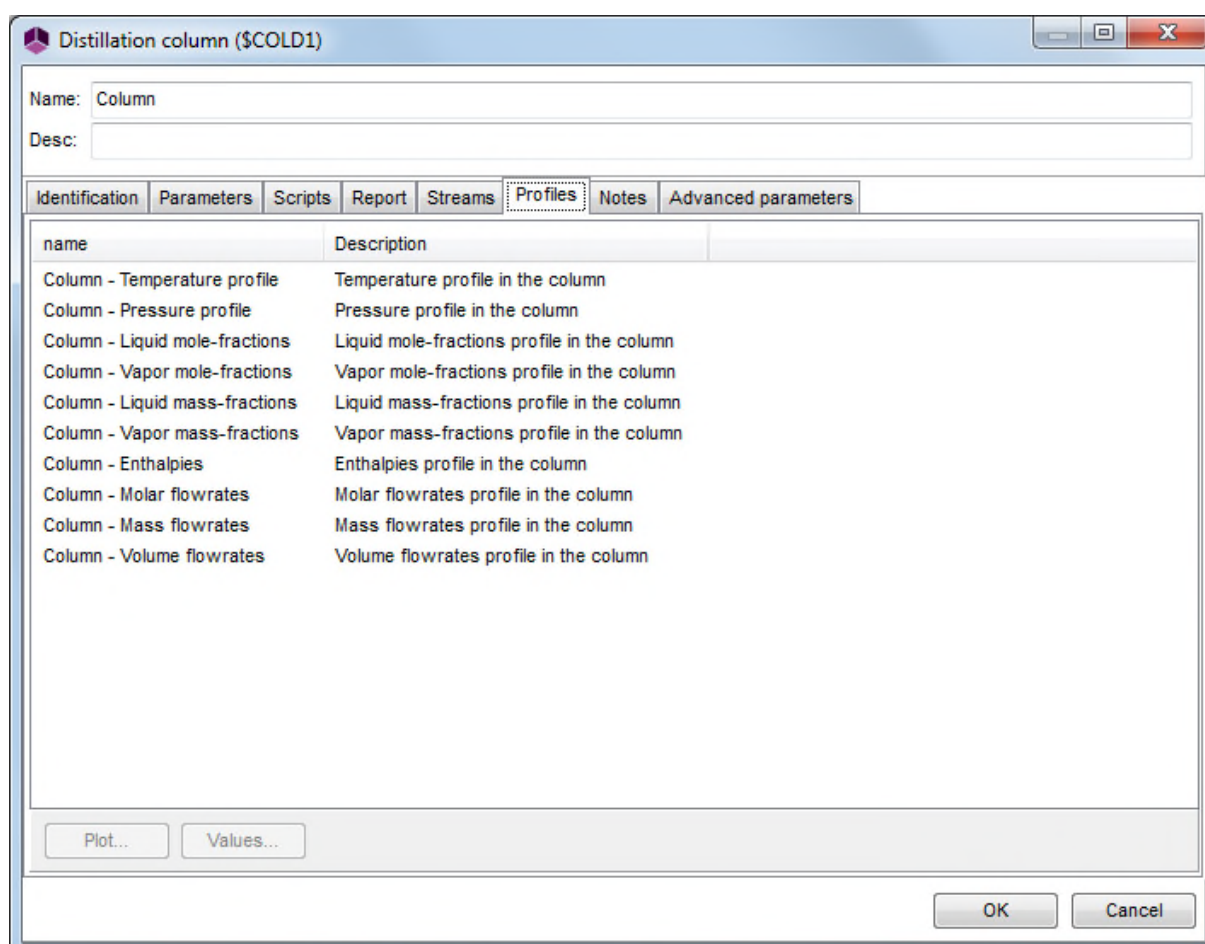 Distillation column ($COLD1)
Name: Column
Desc:
Identification Parameters Scripts Report Streams Profiles Notes Advanced parameters
name Description
Column - Temperature profile Temperature profile in the column
Column - Pressure profile Pressure profile in the column
Column - Liquid mole-fractions Liquid mole-fractions profile in the column
Column - Vapor mole-fractions Vapor mole-fractions profile in the column
Column - Liquid mass-fractions Liquid mass-fractions profile in the column
Column - Vapor mass-fractions Vapor mass-fractions profile in the column
Column - Enthalpies Enthalpies profile in the column
Column - Molar flowrates Molar flowrates profile in the column
Column - Mass flowrates Mass flowrates profile in the column
Column - Volume flowrates Volume flowrates profile in the column
Plot... Values...
OK Cancel